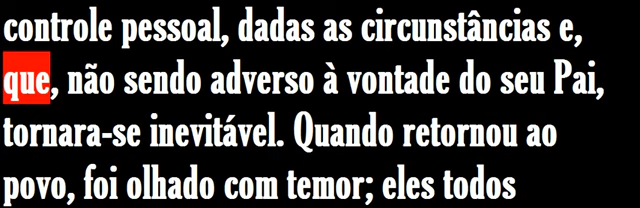 controle pessoal, dadas as circunstâncias e,
que, não sendo adverso à vontade do seu Pai,
tornara-se inevitável. Quando retornou ao
povo, foi olhado com temor; eles todos